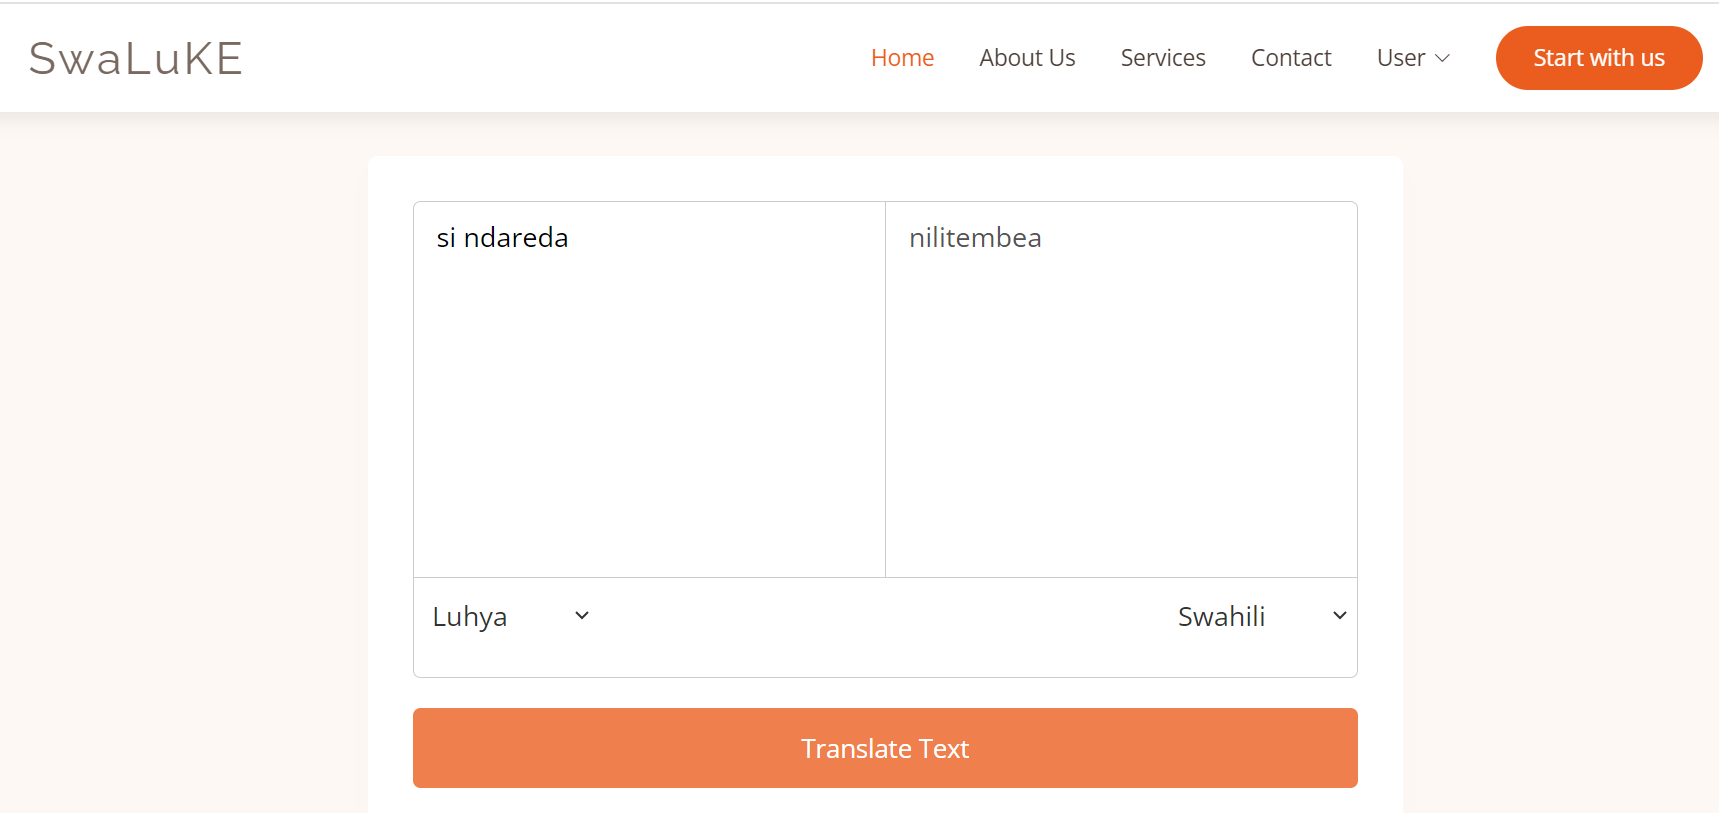 SwaLuKE
Home About Us Services Contact User Start with us
si ndareda
nilitembea
Luhya
Swahili
Translate Text